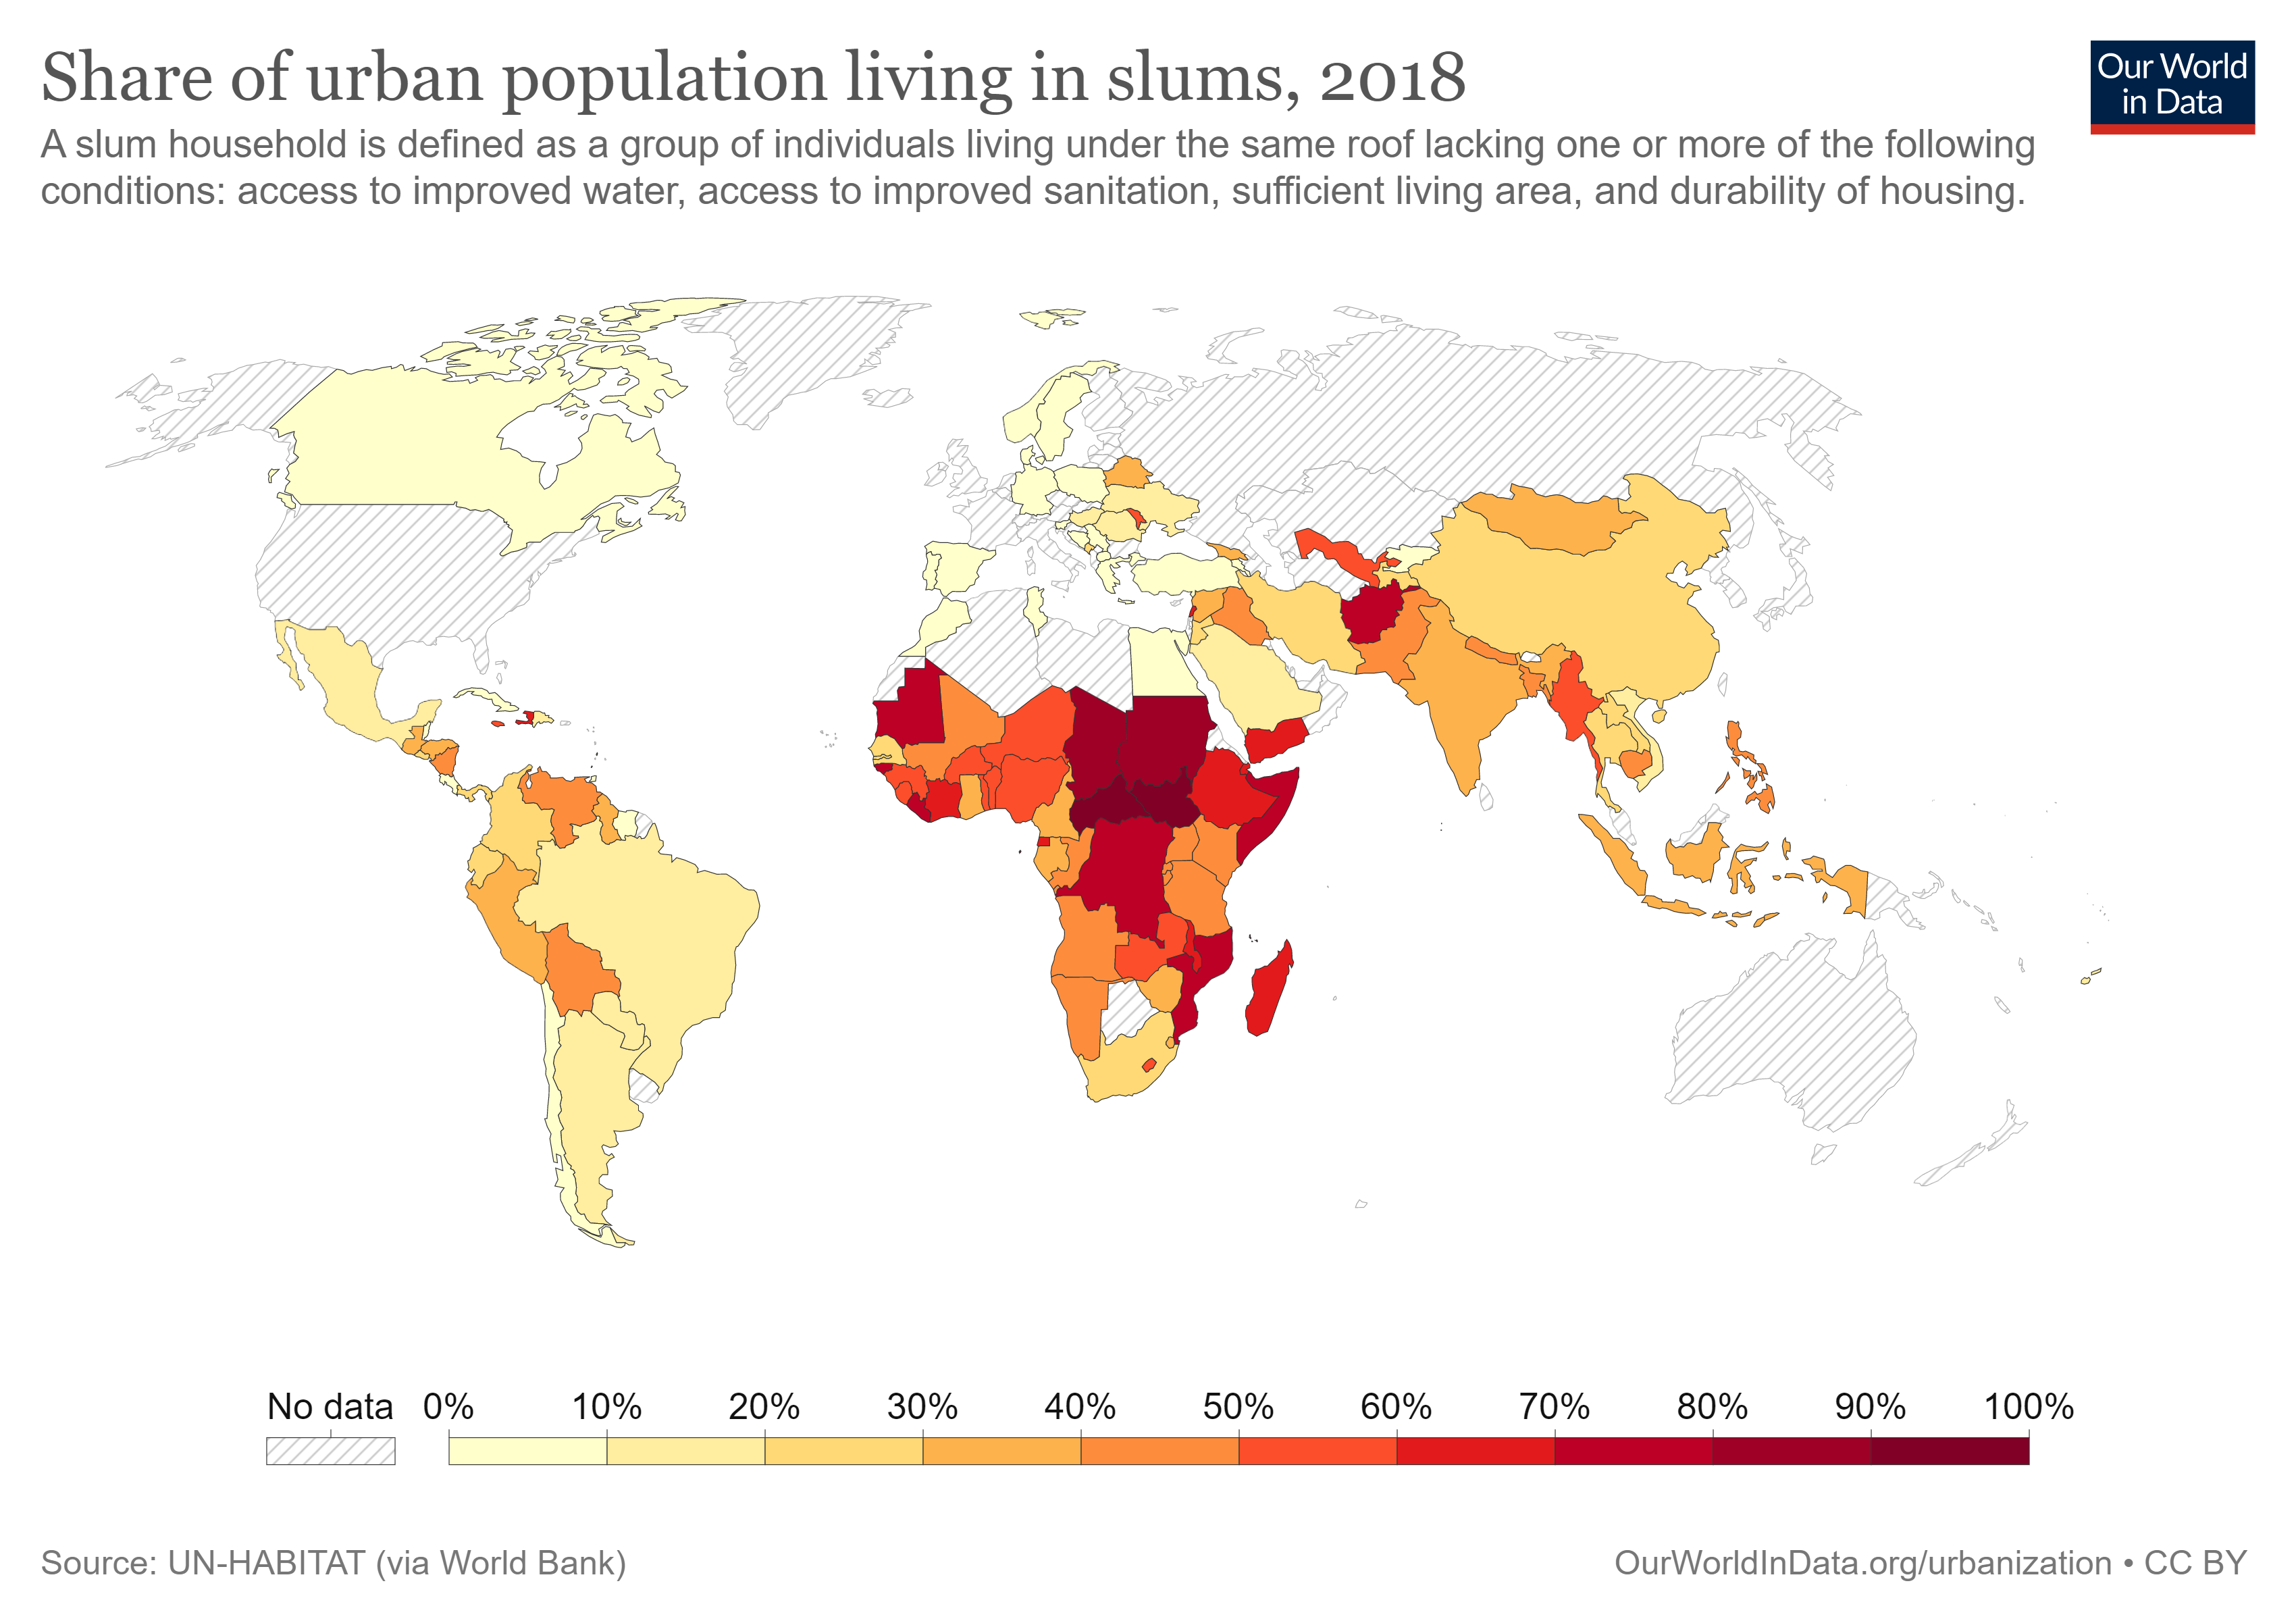 Share of urban population living in slums, 2018
Our World
in Data
A slum household is defined as a group of individuals living under the same roof lacking one or more of the following
conditions: access to improved water, access to improved sanitation, sufficient living area, and durability of housing.
No data 0% 10% 20% 30% 40% 50% 60% 70% 80% 90% 100%
Source: UN-HABITAT (via World Bank)
OurWorldInData.org/urbanization • CC BY